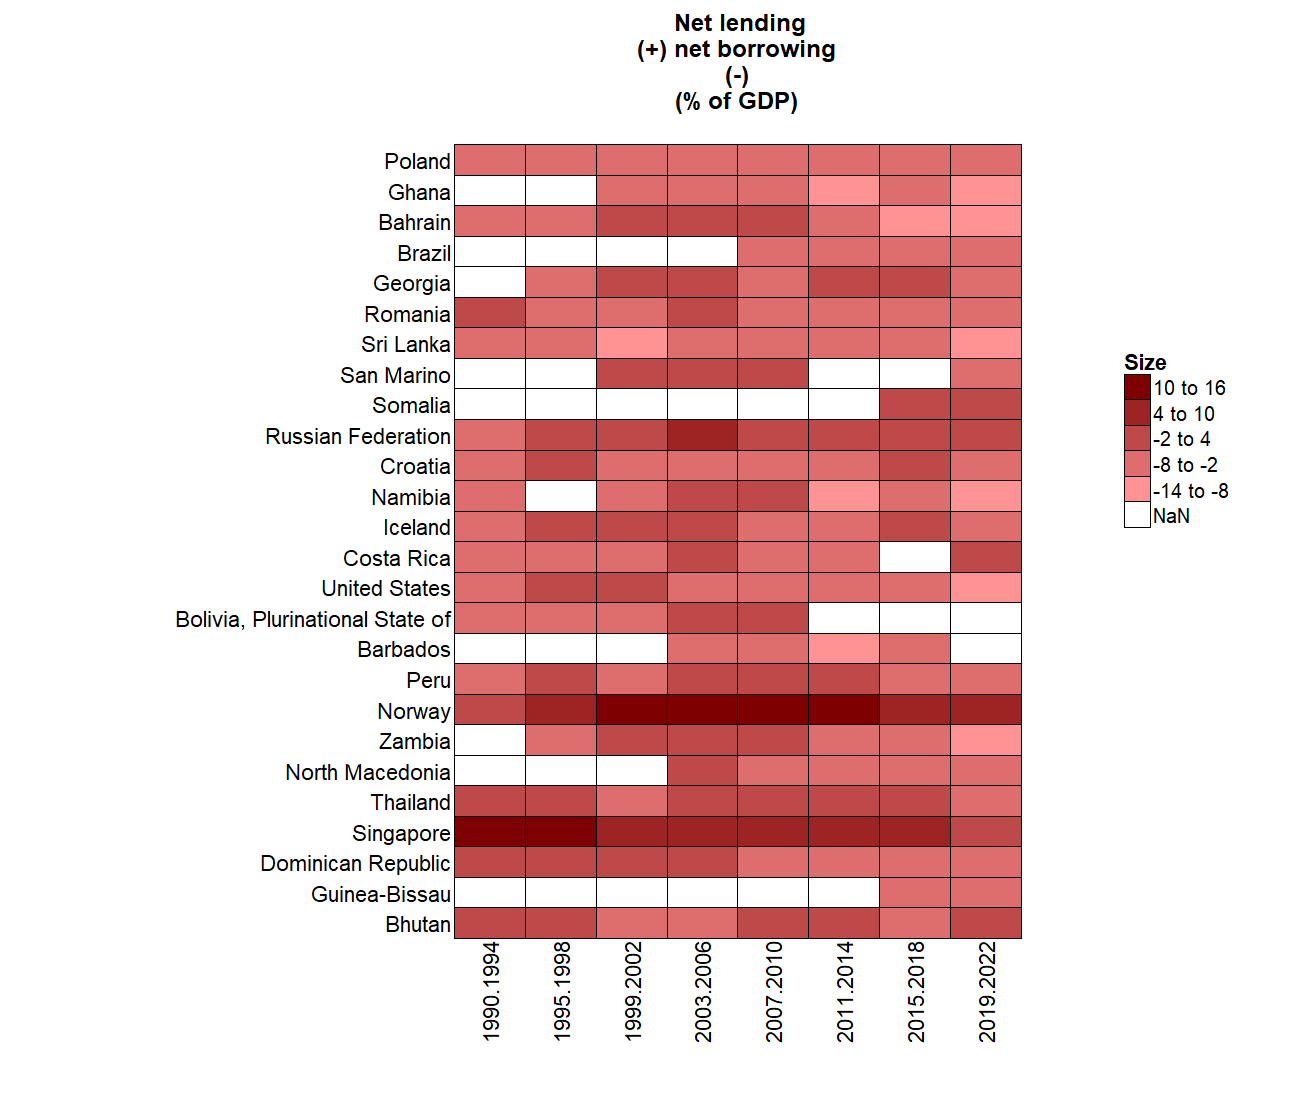 Net lending
(+) net borrowing
(-)
(% of GDP)
Poland
Ghana
Bahrain
Brazil
Georgia
Romania
Sri Lanka
San Marino
Somalia
Russian Federation
Croatia
Namibia
Iceland
Costa Rica
United States
Bolivia, Plurinational State of
Barbados
Peru
Norway
Zambia
North Macedonia
Thailand
Singapore
Dominican Republic
Guinea-Bissau
Bhutan
1990.1994
1995.1998
1999.2002
2003.2006
2007.2010
2011.2014
2015.2018
2019.2022
Size
10 to 16
4 to 10
-2 to 4
-8 to -2
-14 to -8
NaN